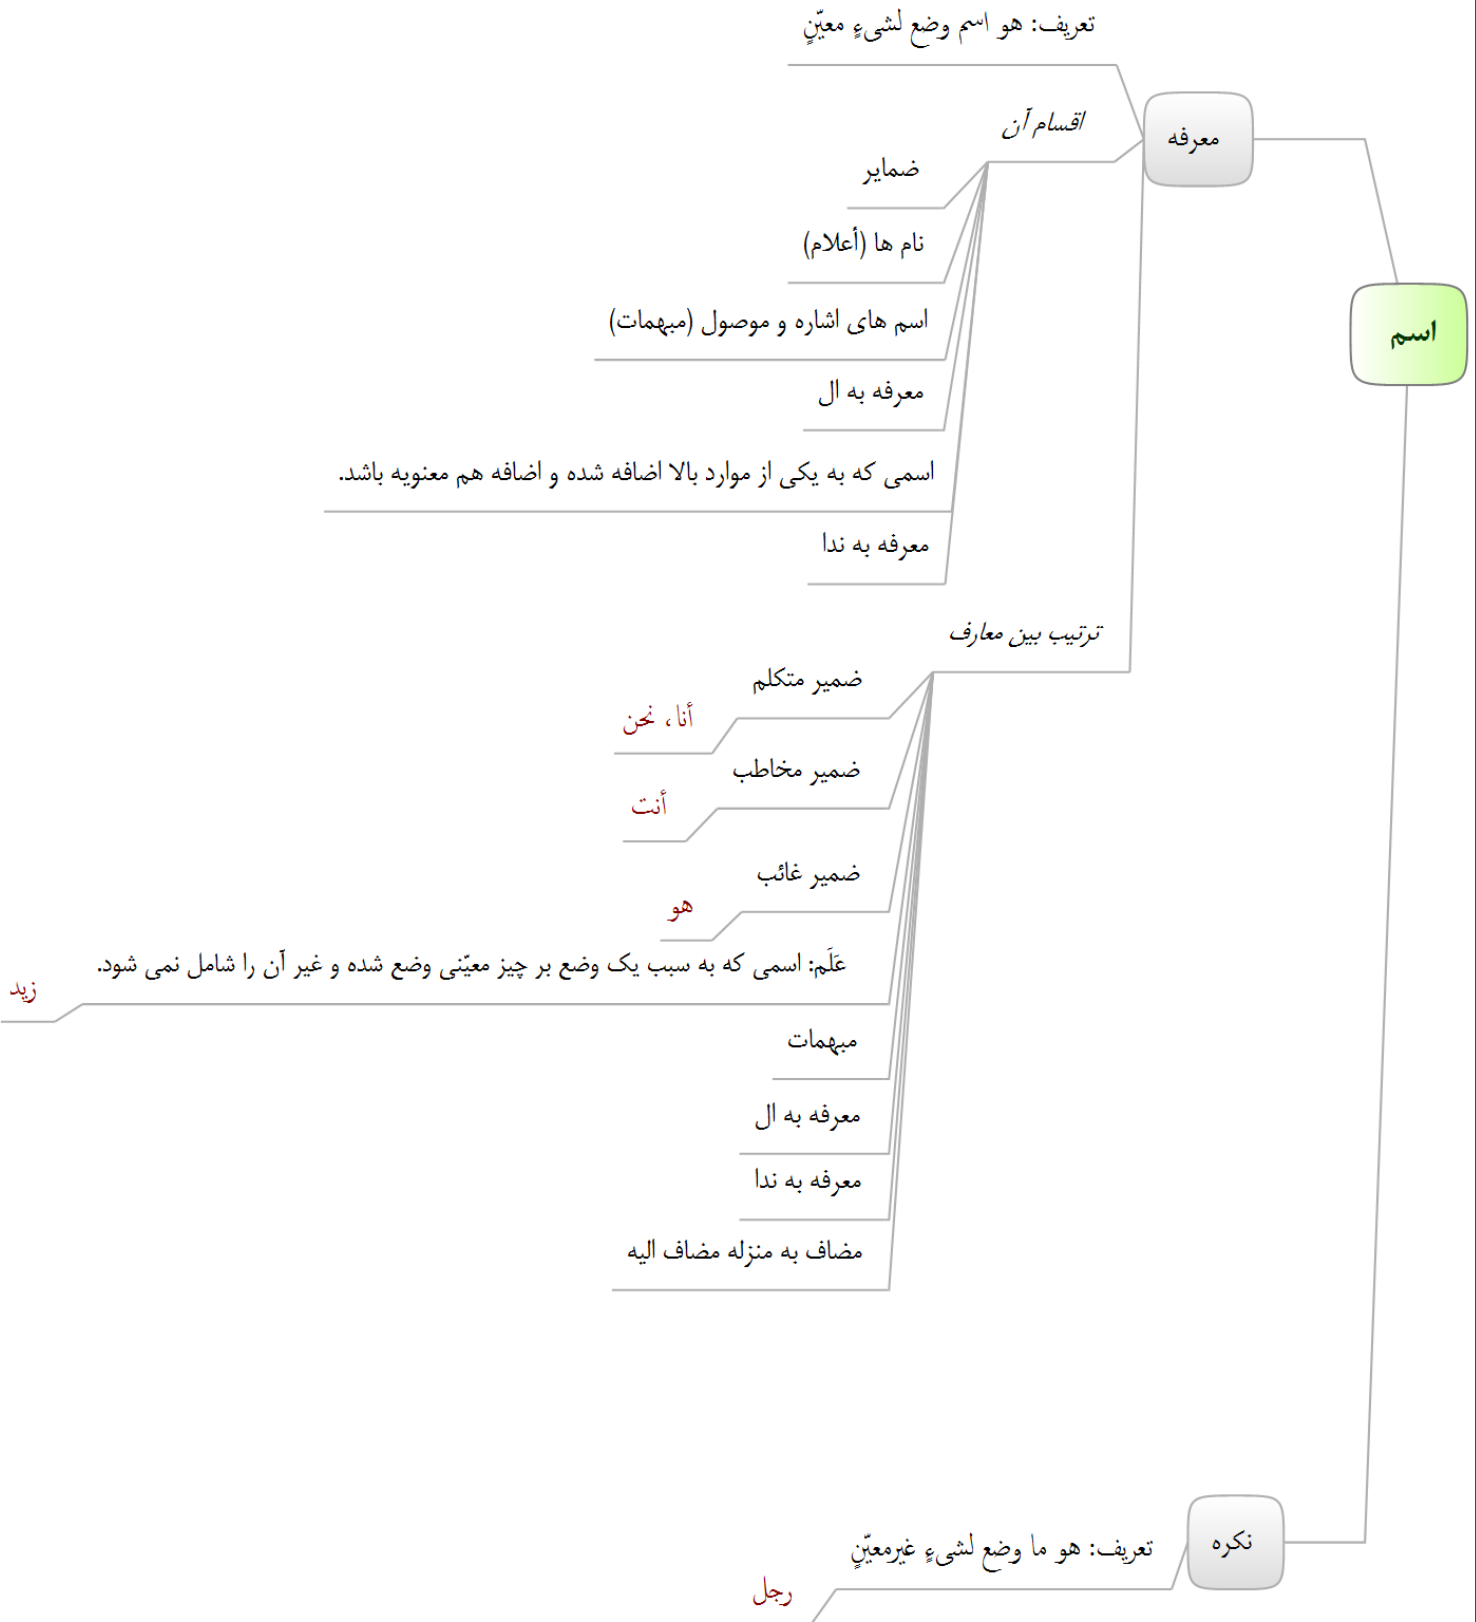 اسم
معرفه
تعریف: هو اسم وضع لشیءٍ معیّنٍ
اقسام آن
ضمایر
نام ها (أعلام)
اسم های اشاره و موصول (مبهمات)
معرفه به ال
اسمی که به یکی از موارد بالا اضافه شده و اضافه هم معنویه باشد.
معرفه به ندا
ترتیب بین معارف
ضمیر متکلم
أنا، نحن
ضمیر مخاطب
أنت
ضمیر غائب
هو
عَلَم: اسمی که به سبب یک وضع بر چیز معیّنی وضع شده و غیر آن را شامل نمی شود.
زید
مبهمات
معرفه به ال
معرفه به ندا
مضاف به منزله مضاف الیه
نکره
تعریف: هو ما وضع لشیءٍ غیرمعیّنٍ
رجل